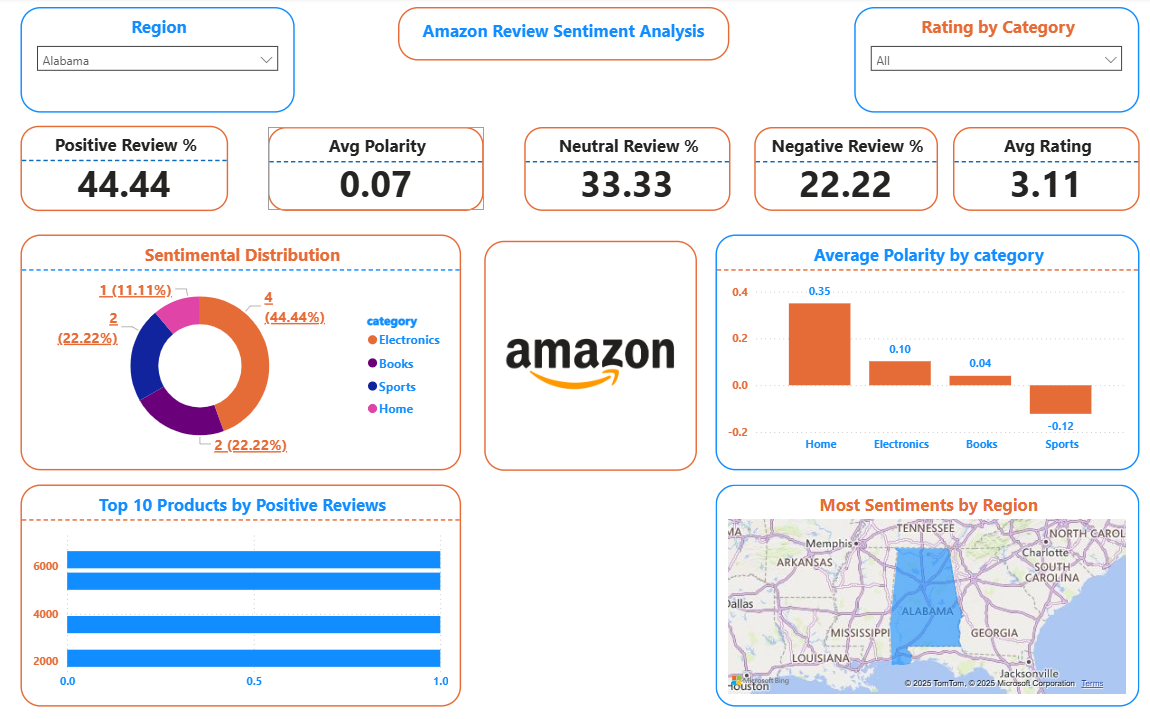 Region
Amazon Review Sentiment Analysis
Rating by Category
Alabama
All
Positive Review %
44.44
Avg Polarity
0.07
Neutral Review %
33.33
Negative Review %
22.22
Avg Rating
3.11
Sentimental Distribution
1 (11.11%)
4
(44.44%)
2
(22.22%)
2 (22.22%)
category
Electronics
Books
Sports
Home
amazon
Average Polarity by category
0.4
0.2
0.0
-0.2
0.35
0.10
0.04
-0.12
Home
Electronics
Books
Sports
Top 10 Products by Positive Reviews
6000
4000
2000
0.0
0.5
1.0
Most Sentiments by Region
MA
TENNESSEE
NORTH CAROL
Memphis
Charlotte
ARKANSAS
SOUTH
CAROLINA
Dallas
ALABAMA
MISSISSIPPI
GEORGIA
LOUISIANA
Jacksonville
Microsoft Bing
Houston
© 2025 TomTom, © 2025 Microsoft Corporation
Terms